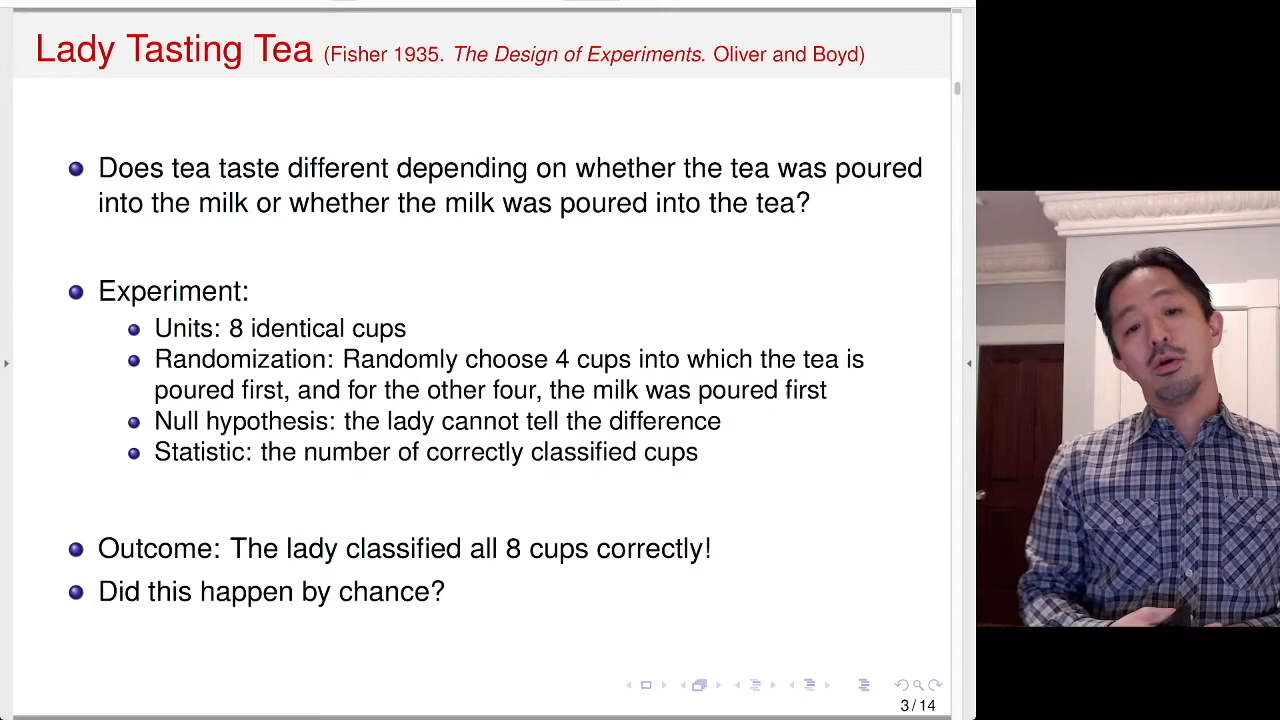 Lady Tasting Tea (Fisher 1935. The Design of Experiments. Oliver and Boyd)
Does tea taste different depending on whether the tea was poured
into the milk or whether the milk was poured into the tea?
Experiment:
Units: 8 identical cups
Randomization: Randomly choose 4 cups into which the tea is
poured first, and for the other four, the milk was poured first
Null hypothesis: the lady cannot tell the difference
Statistic: the number of correctly classified cups
Outcome: The lady classified all 8 cups correctly!
Did this happen by chance?
3 / 14